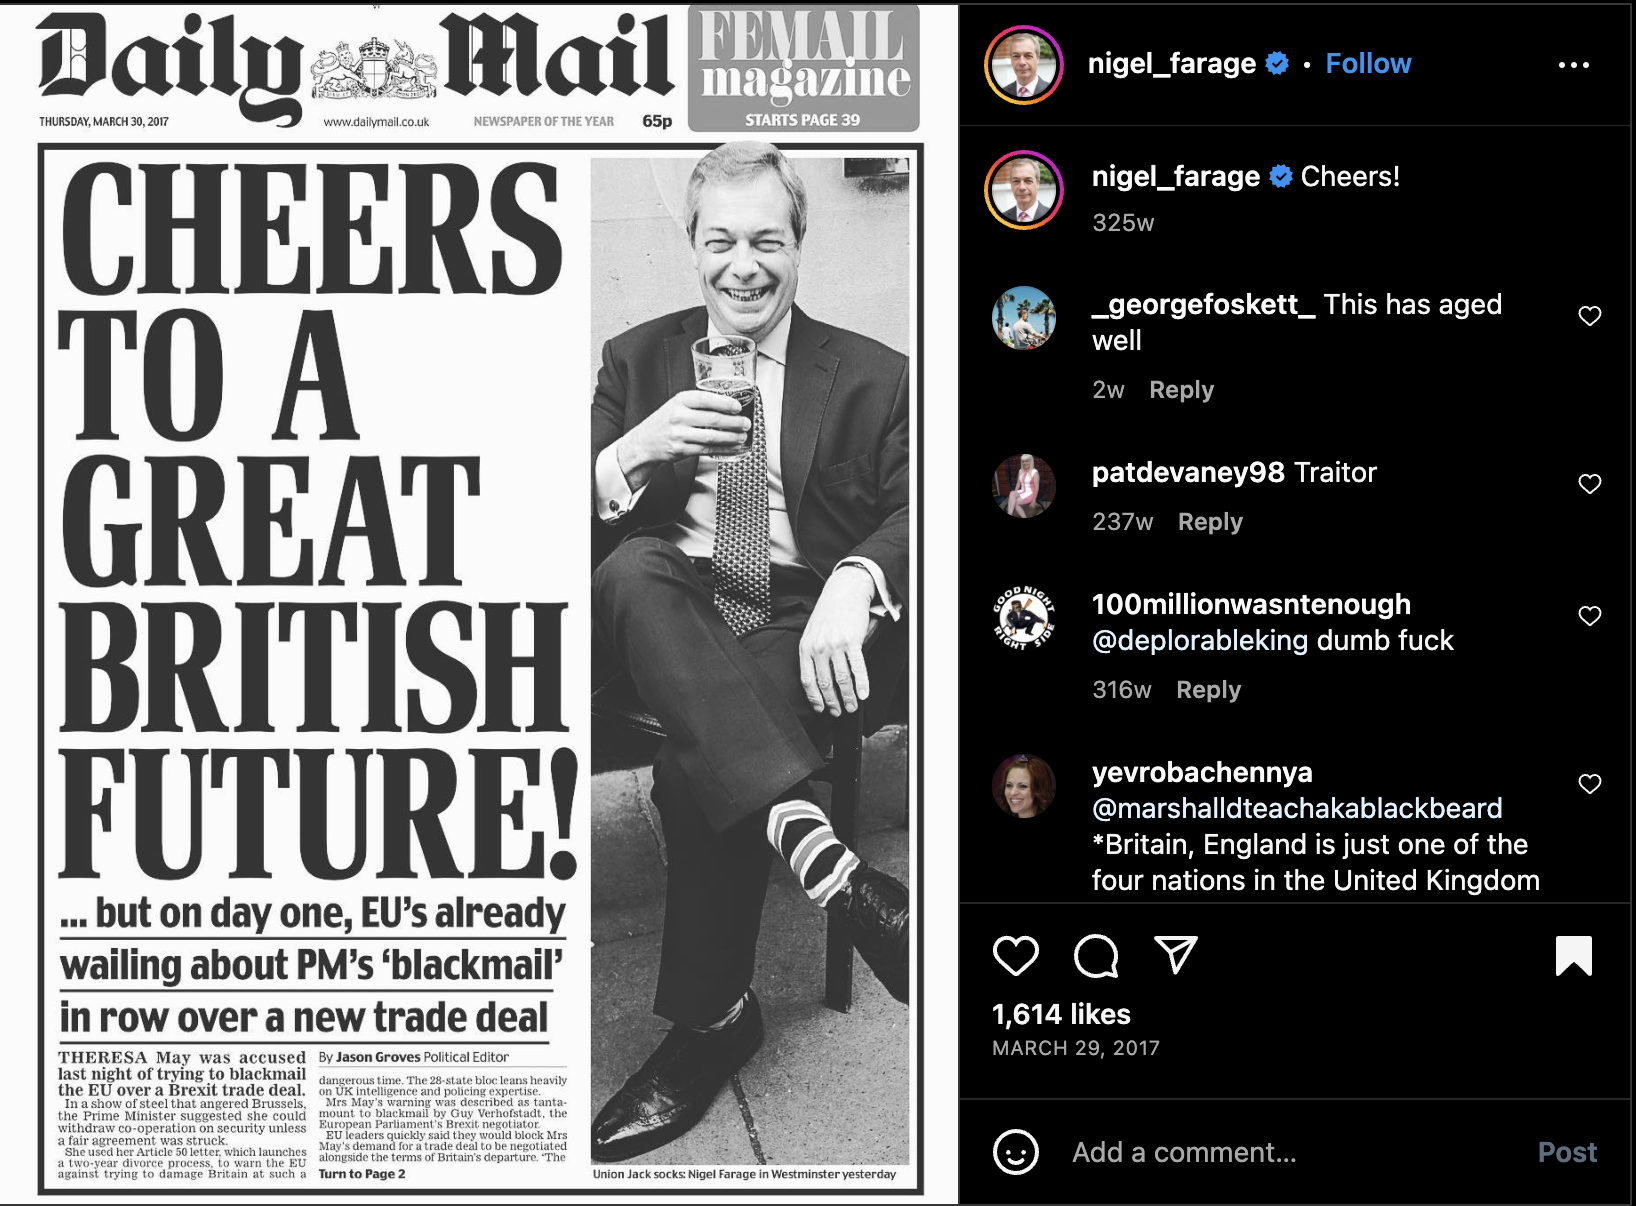 Daily Mail
FEMAIL
magazine
STARTS PAGE 39
THURSDAY, MARCH 30, 2017
www.dailymail.co.uk
NEWSPAPER OF THE YEAR
65p
CHEERS
TO A
GREAT
BRITISH
FUTURE!
... but on day one, EU's already
wailing about PM's 'blackmail'
in row over a new trade deal
THERESA May was accused
last night of trying to blackmail
the EU over a Brexit trade deal.
In a show of steel that angered Brussels,
the Prime Minister suggested she could
withdraw co-operation on security unless
a fair agreement was struck.
She used her Article 50 letter, which launches
a two-year divorce process, to warn the EU
against trying to damage Britain at such a
By Jason Groves Political Editor
dangerous time. The 28-state bloc leans heavily
on UK intelligence and policing expertise.
Mrs May's warning was described as tanta-
mount to blackmail by Guy Verhofstadt, the
European Parliament's Brexit negotiator.
EU leaders quickly said they would block Mrs
May's demand for a trade deal to be negotiated
alongside the terms of Britain's departure. 'The
Turn to Page 2
Union Jack socks: Nigel Farage in Westminster yesterday
nigel_farage • Follow
nigel_farage Cheers!
325w
_georgefoskett_ This has aged
well
2w Reply
patdevaney98 Traitor
237w Reply
GOOD NIGHT
RIGHT SIDE
100millionwasntenough
@deplorableking dumb fuck
316w Reply
yevrobachennya
@marshalldteachakablackbeard
*Britain, England is just one of the
four nations in the United Kingdom
1,614 likes
MARCH 29, 2017
Add a comment...
Post